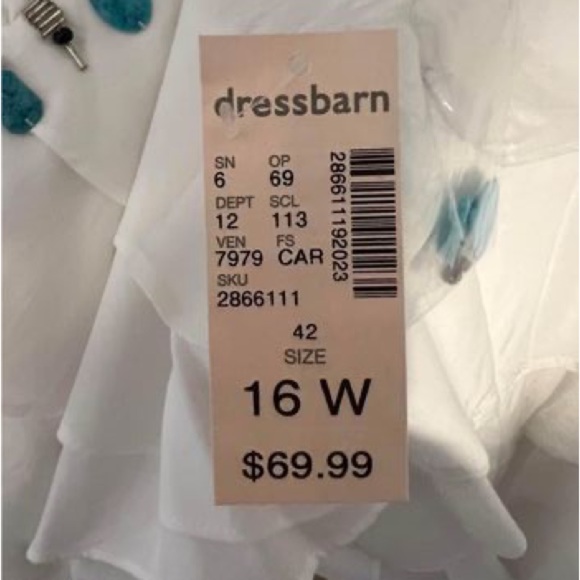 dressbarn
SN OP
6 69
DEPT SCL
12 113
VEN FS
7979 CAR
SKU
2866111
286611192023
42
SIZE
16 W
$69.99